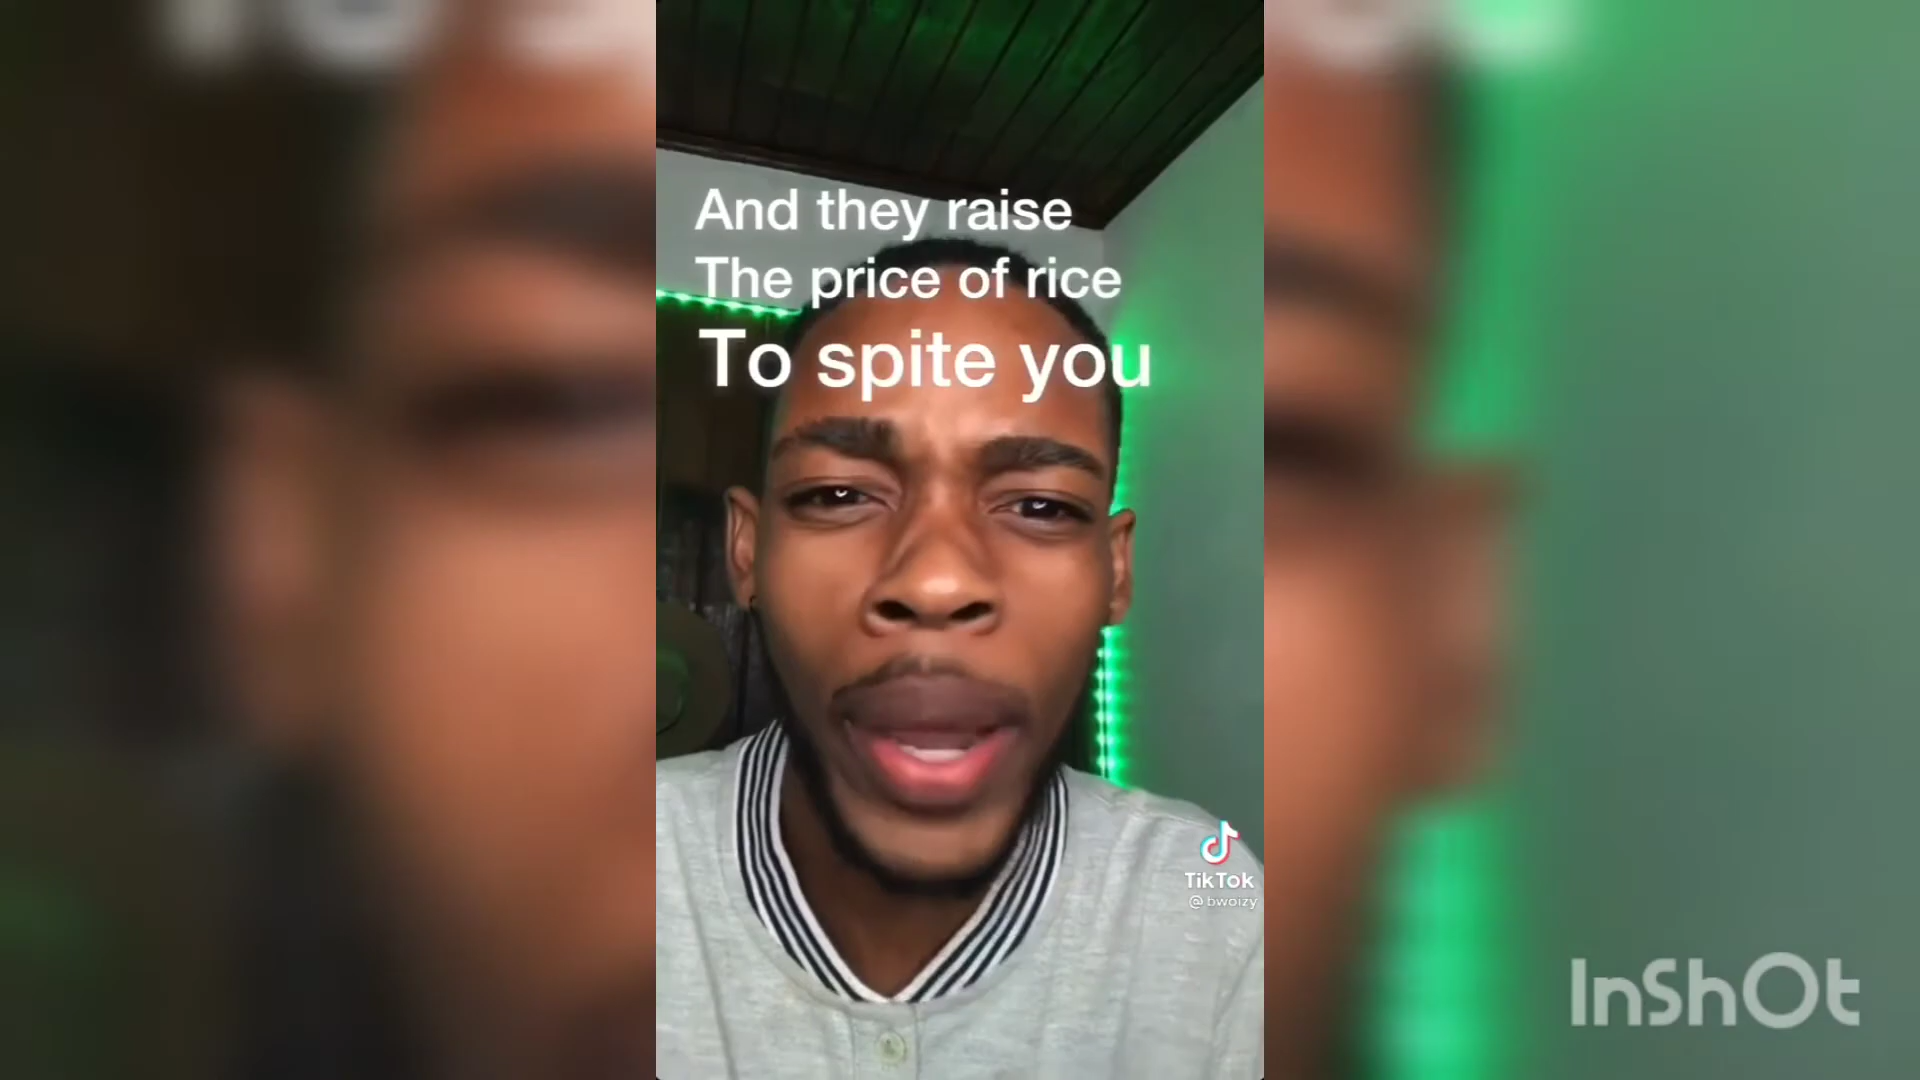 And they raise
The price of rice
To spite you
TikTok
@bwoizy
InShOt